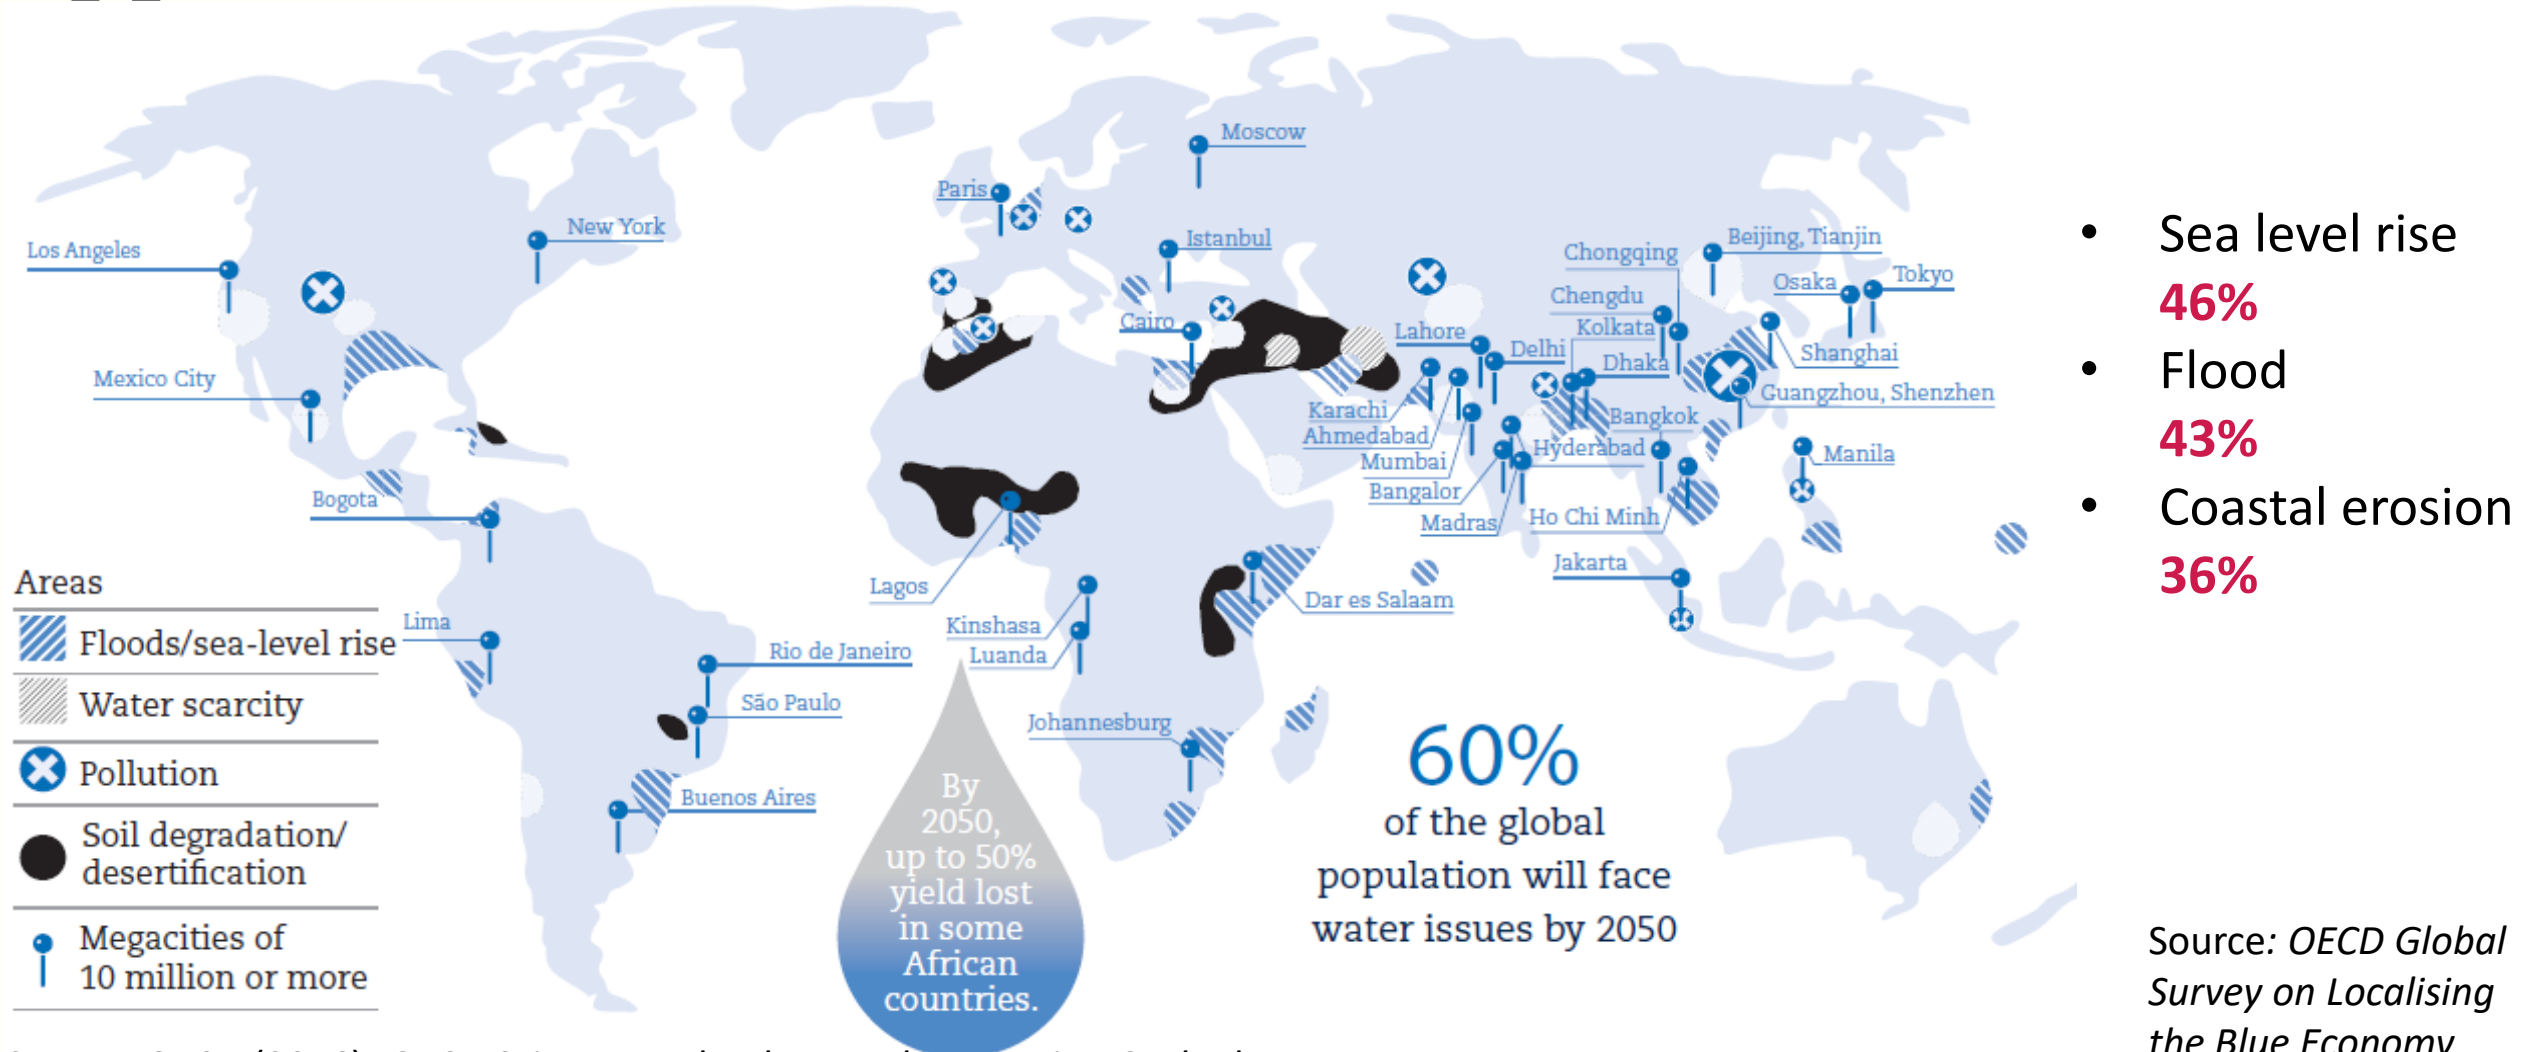 Moscow
Paris
New York
Istanbul
Los Angeles
Beijing, Tianjin
Chongqing
Tokyo
Osaka
Chengdu
Cairo
Kolkata
Lahore
Delhi
Shanghai
Dhaka
Mexico City
Guangzhou, Shenzhen
Karachi
Bangkok
Ahmedabad
Hyderabad
Manila
Mumbai
Bangalor
Bogota
Madras
Ho Chi Minh
Jakarta
Lagos
Dar es Salaam
Kinshasa
Lima
Luanda
Rio de Janeiro
São Paulo
Johannesburg
Buenos Aires
Areas
Floods/sea-level rise
Water scarcity
Pollution
Soil degradation/
desertification
Megacities of
10 million or more
By
2050,
up to 50%
yield lost
in some
African
countries.
60%
of the global
population will face
water issues by 2050
• Sea level rise
46%
• Flood
43%
• Coastal erosion
36%
Source: OECD Global
Survey on Localising
the Blue Economy